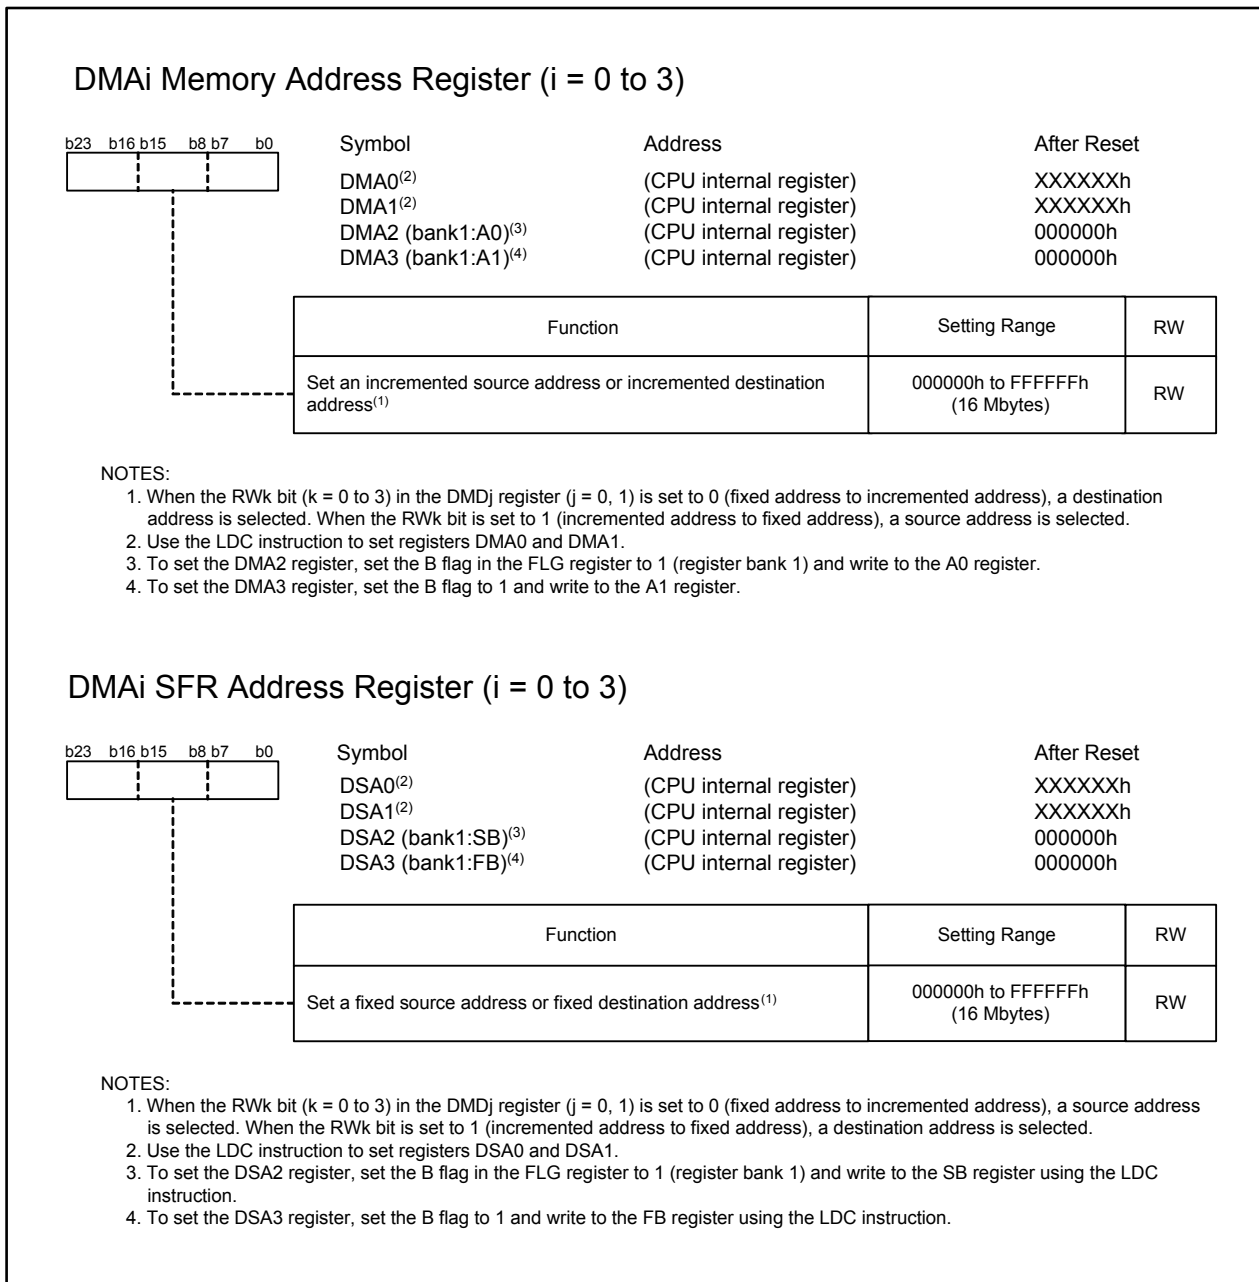 DMAi Memory Address Register (i = 0 to 3)
b23 b16 b15 b8 b7 b0
Symbol Address After Reset
DMA0(2) (CPU internal register) XXXXXXh
DMA1(2) (CPU internal register) XXXXXXh
DMA2 (bank1:A0)(3) (CPU internal register) 000000h
DMA3 (bank1:A1)(4) (CPU internal register) 000000h
Function Setting Range RW
Set an incremented source address or incremented destination
address(1)
000000h to FFFFFFh
(16 Mbytes)
RW
NOTES:
1. When the RWk bit (k = 0 to 3) in the DMDj register (j = 0, 1) is set to 0 (fixed address to incremented address), a destination
address is selected. When the RWk bit is set to 1 (incremented address to fixed address), a source address is selected.
2. Use the LDC instruction to set registers DMA0 and DMA1.
3. To set the DMA2 register, set the B flag in the FLG register to 1 (register bank 1) and write to the A0 register.
4. To set the DMA3 register, set the B flag to 1 and write to the A1 register.
DMAi SFR Address Register (i = 0 to 3)
b23 b16 b15 b8 b7 b0
Symbol Address After Reset
DSA0(2) (CPU internal register) XXXXXXh
DSA1(2) (CPU internal register) XXXXXXh
DSA2 (bank1:SB)(3) (CPU internal register) 000000h
DSA3 (bank1:FB)(4) (CPU internal register) 000000h
Function Setting Range RW
Set a fixed source address or fixed destination address(1)
000000h to FFFFFFh
(16 Mbytes)
RW
NOTES:
1. When the RWk bit (k = 0 to 3) in the DMDj register (j = 0, 1) is set to 0 (fixed address to incremented address), a source address
is selected. When the RWk bit is set to 1 (incremented address to fixed address), a destination address is selected.
2. Use the LDC instruction to set registers DSA0 and DSA1.
3. To set the DSA2 register, set the B flag in the FLG register to 1 (register bank 1) and write to the SB register using the LDC
instruction.
4. To set the DSA3 register, set the B flag to 1 and write to the FB register using the LDC instruction.